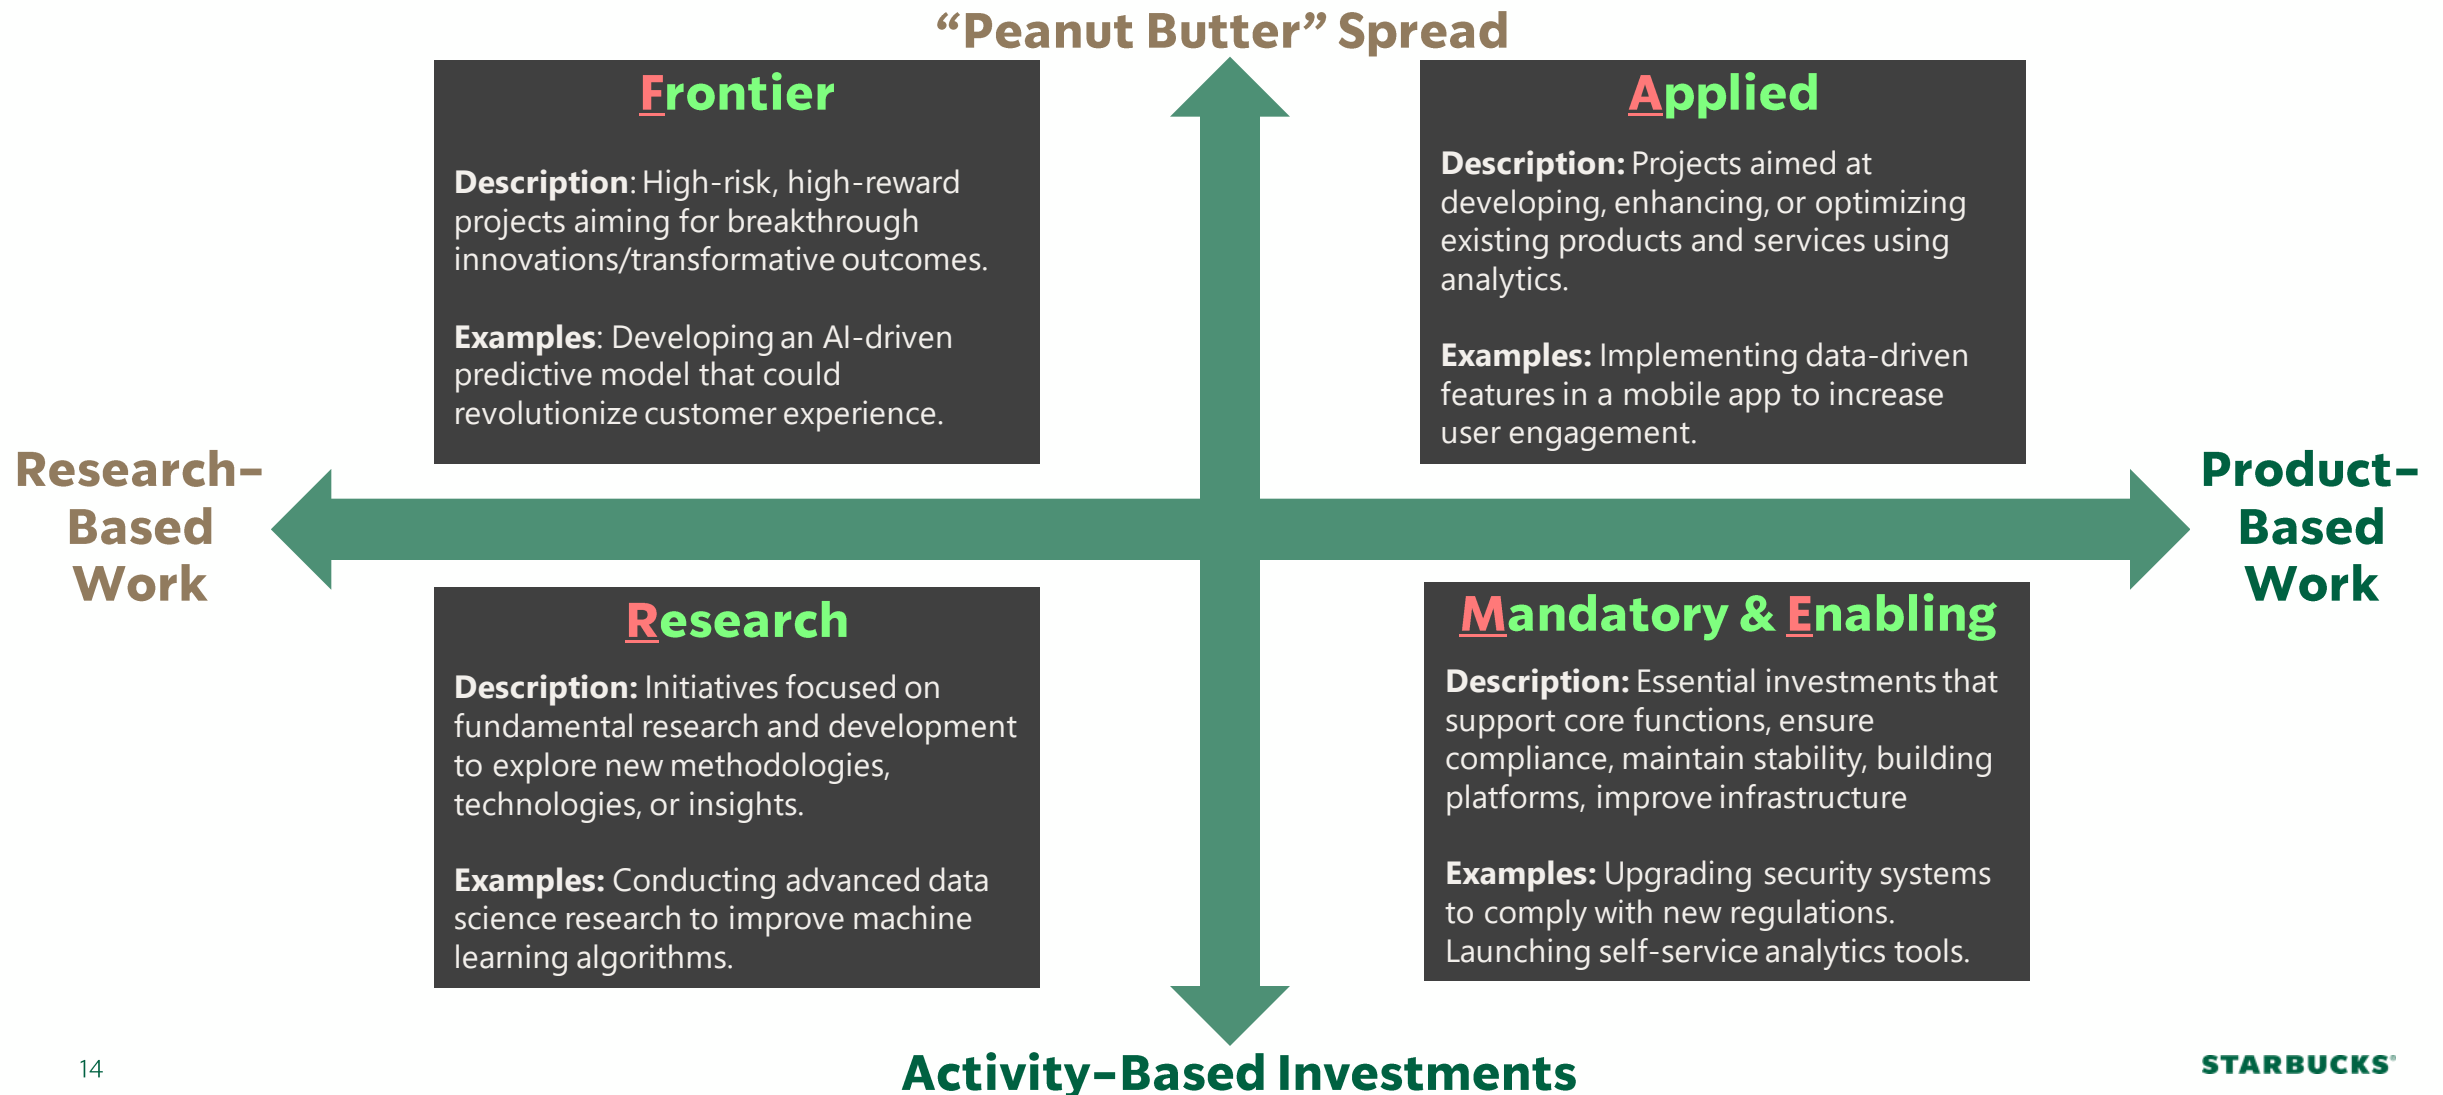 “Peanut Butter” Spread
Frontier
Description: High-risk, high-reward
projects aiming for breakthrough
innovations/transformative outcomes.
Examples: Developing an AI-driven
predictive model that could
revolutionize customer experience.
Applied
Description: Projects aimed at
developing, enhancing, or optimizing
existing products and services using
analytics.
Examples: Implementing data-driven
features in a mobile app to increase
user engagement.
Research-
Based
Work
Product-
Based
Work
Research
Description: Initiatives focused on
fundamental research and development
to explore new methodologies,
technologies, or insights.
Examples: Conducting advanced data
science research to improve machine
learning algorithms.
Mandatory & Enabling
Description: Essential investments that
support core functions, ensure
compliance, maintain stability, building
platforms, improve infrastructure
Examples: Upgrading security systems
to comply with new regulations.
Launching self-service analytics tools.
Activity-Based Investments
14
STARBUCKS®